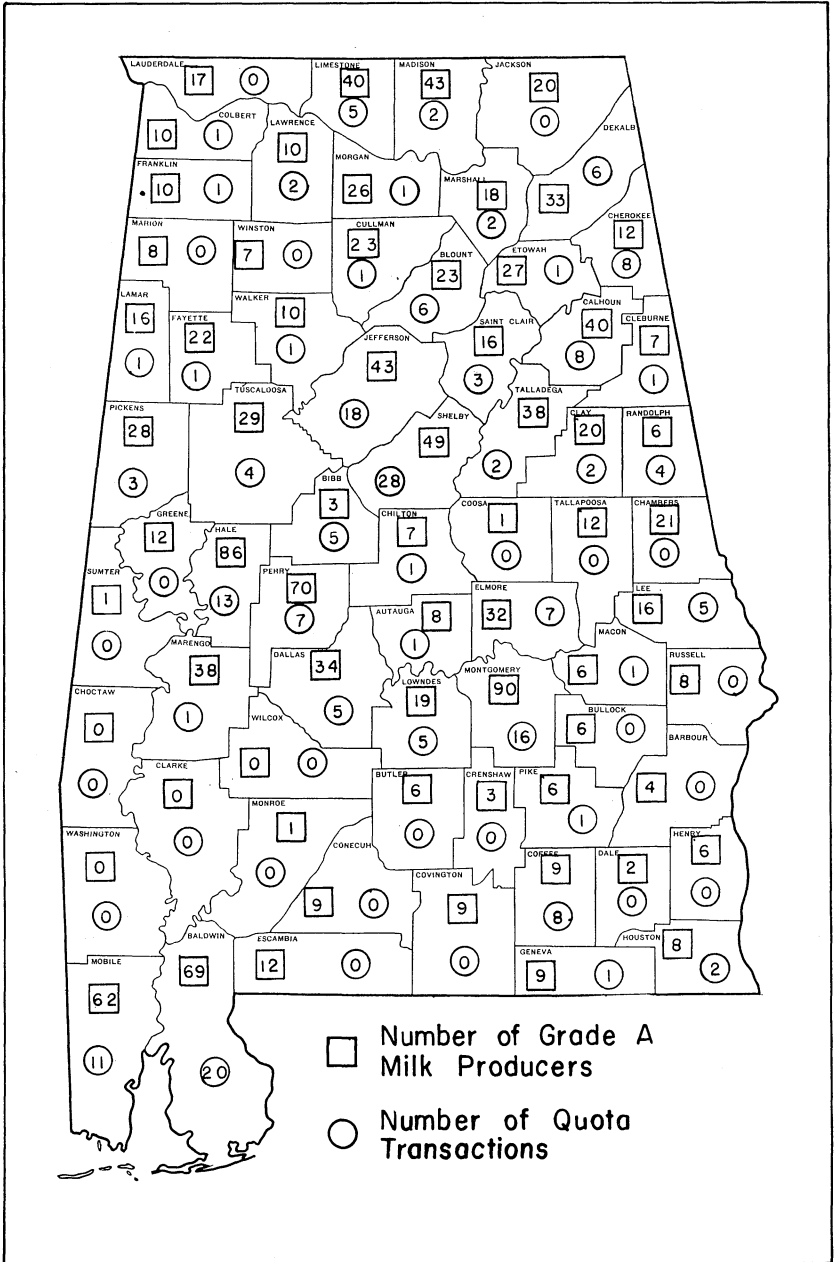 LAUDERDALE
17
0
LIMESTONE
40
5
MADISON
43
2
JACKSON
20
0
COLBERT
10
1
LAWRENCE
10
2
DEKALB
6
33
FRANKLIN
10
1
MORGAN
26
1
MARSHALL
18
2
CHEROKEE
12
8
MARION
8
0
WINSTON
7
0
CULLMAN
23
1
BLOUNT
23
6
ETOWAH
27
1
LAMAR
16
1
FAYETTE
22
1
WALKER
10
1
JEFFERSON
43
18
SAINT CLAIR
16
3
CALHOUN
40
8
CLEBURNE
7
1
PICKENS
28
3
TUSCALOOSA
29
4
SHELBY
49
28
TALLADEGA
38
2
CLAY
20
2
RANDOLPH
6
4
BIBB
3
5
GREENE
12
0
HALE
86
13
CHILTON
7
1
COOSA
1
0
TALLAPOOSA
12
0
CHAMBERS
21
0
SUMTER
1
0
PERRY
70
7
AUTAUGA
8
1
ELMORE
32
7
LEE
16
5
MARENGO
38
1
DALLAS
34
5
LOWNDES
19
5
MONTGOMERY
90
16
MACON
6
1
RUSSELL
8
0
CHOCTAW
0
0
WILCOX
0
0
BULLOCK
6
0
BARBOUR
4
0
CLARKE
0
0
BUTLER
6
0
CRENSHAW
3
0
PIKE
6
1
MONROE
1
0
WASHINGTON
0
0
CONECUH
9
0
COVINGTON
9
0
COFFEE
9
8
DALE
2
0
HENRY
6
0
MOBILE
62
11
BALDWIN
69
20
ESCAMBIA
12
0
GENEVA
9
1
HOUSTON
8
2
Number of Grade A
Milk Producers
Number of Quota
Transactions